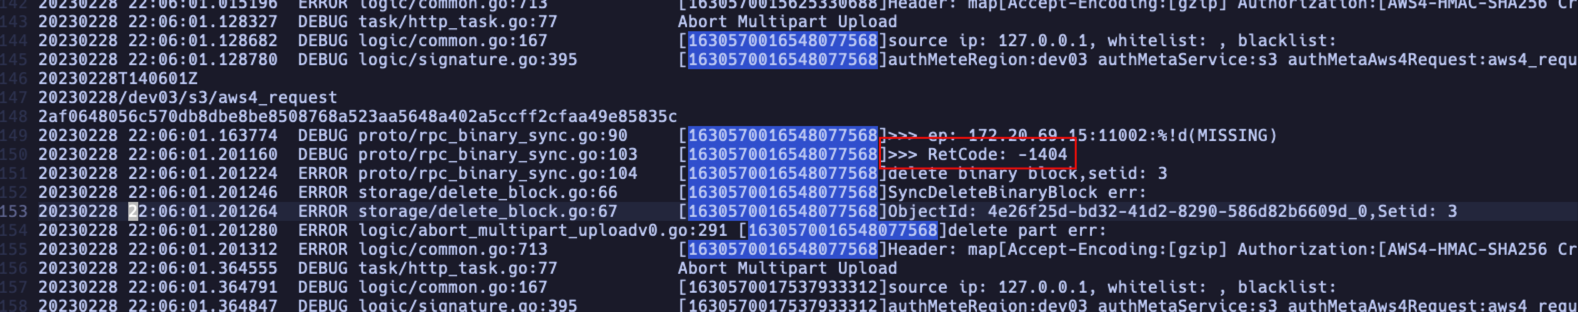 142 20230228 22:06:01.015196 ERROR logic/common.go:713 [1630570015625330688]Header: map[Accept-Encoding:[gzip] Authorization:[AWS4-HMAC-SHA256 Cr
143 20230228 22:06:01.128327 DEBUG task/http_task.go:77 Abort Multipart Upload
144 20230228 22:06:01.128682 DEBUG logic/common.go:167 [1630570016548077568]source ip: 127.0.0.1, whitelist: , blacklist:
145 20230228 22:06:01.128780 DEBUG logic/signature.go:395 [1630570016548077568]authMeteRegion:dev03 authMetaService:s3 authMetaAws4Request:aws4_requ
146 20230228T140601Z
147 20230228/dev03/s3/aws4_request
148 2af0648056c570db8dbe8be8508768a523aa5648a402a5ccff2cfaa49e85835c
149 20230228 22:06:01.163774 DEBUG proto/rpc_binary_sync.go:90 [1630570016548077568]>>> ep: 172.20.69.15:11002:%!d(MISSING)
150 20230228 22:06:01.201160 DEBUG proto/rpc_binary_sync.go:103 [1630570016548077568]>>> RetCode: -1404
151 20230228 22:06:01.201224 DEBUG proto/rpc_binary_sync.go:104 [1630570016548077568]delete binary block,setid: 3
152 20230228 22:06:01.201246 ERROR storage/delete_block.go:66 [1630570016548077568]SyncDeleteBinaryBlock err:
153 20230228 22:06:01.201264 ERROR storage/delete_block.go:67 [1630570016548077568]ObjectId: 4e26f25d-bd32-41d2-8290-586d82b6609d_0,Setid: 3
154 20230228 22:06:01.201280 ERROR logic/abort_multipart_uploadv0.go:291 [1630570016548077568]delete part err:
155 20230228 22:06:01.201312 ERROR logic/common.go:713 [1630570016548077568]Header: map[Accept-Encoding:[gzip] Authorization:[AWS4-HMAC-SHA256 Cr
156 20230228 22:06:01.364555 DEBUG task/http_task.go:77 Abort Multipart Upload
157 20230228 22:06:01.364791 DEBUG logic/common.go:167 [1630570017537933312]source ip: 127.0.0.1, whitelist: , blacklist:
158 20230228 22:06:01.364847 DEBUG logic/signature.go:395 [1630570017537933312]authMeteRegion:dev03 authMetaService:s3 authMetaAws4Request:aws4_requ